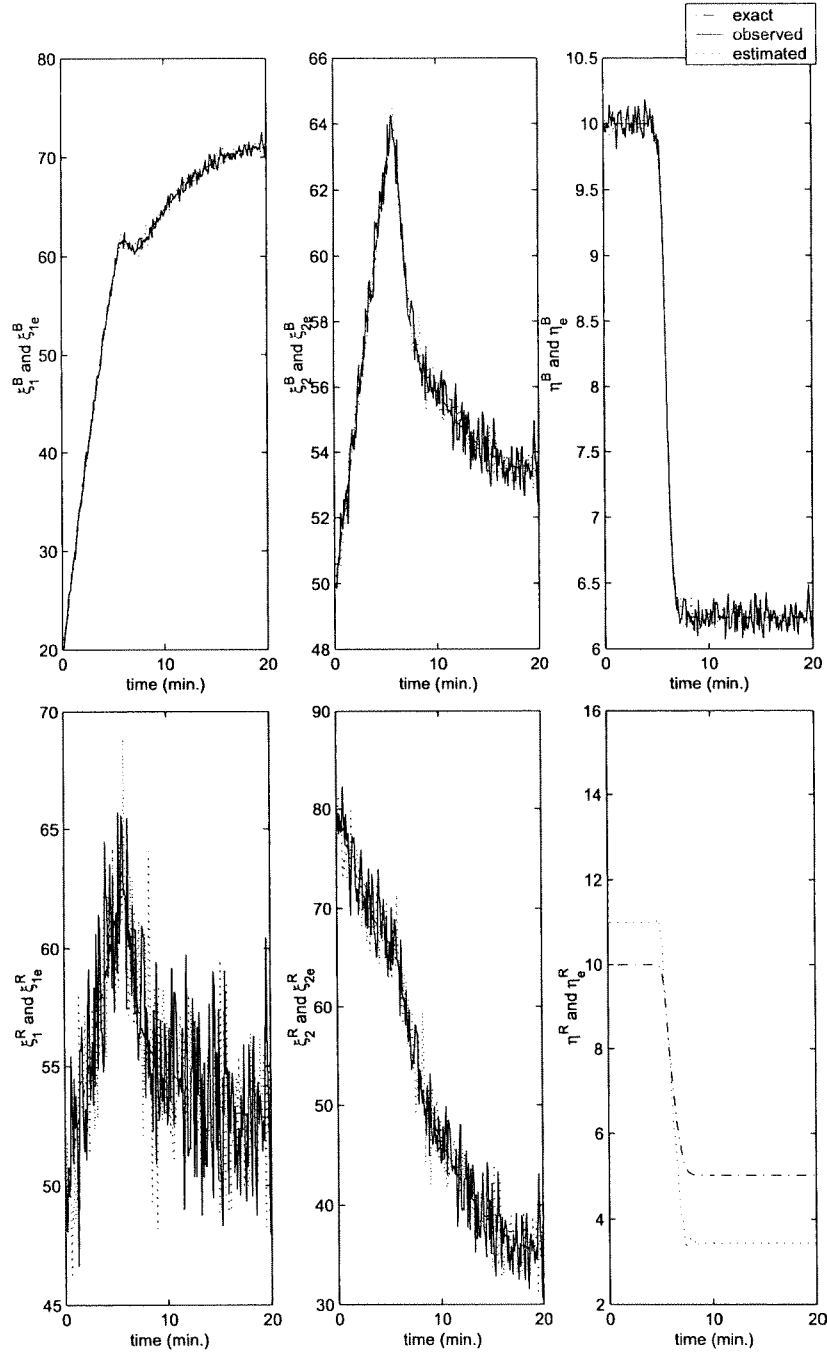 exact
observed
estimated
80
70
60
50
40
30
20
ξ₁ᴮ and ξ₁ₑᴮ
0 10 20
time (min.)
66
64
62
60
58
56
54
52
50
48
ξ₂ᴮ and ξ₂ₑᴮ
0 10 20
time (min.)
10.5
10
9.5
9
8.5
8
7.5
7
6.5
6
ηᴮ and ηₑᴮ
0 10 20
time (min.)
70
65
60
55
50
45
ξ₁ᴿ and ξ₁ₑᴿ
0 10 20
time (min.)
90
80
70
60
50
40
30
ξ₂ᴿ and ξ₂ₑᴿ
0 10 20
time (min.)
16
14
12
10
8
6
4
2
ηᴿ and ηₑᴿ
0 10 20
time (min.)